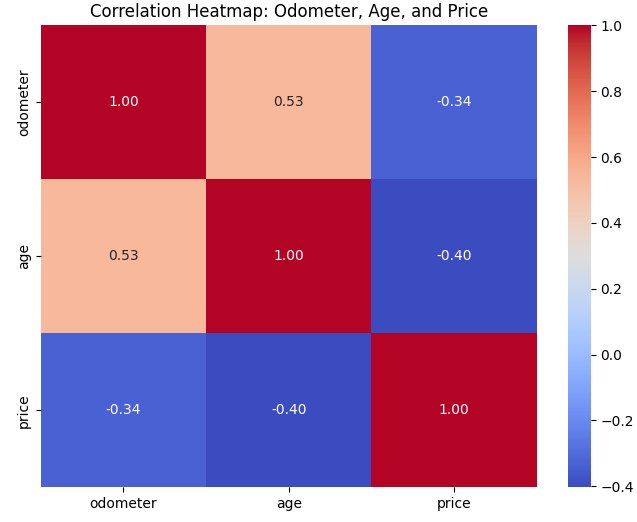 Correlation Heatmap: Odometer, Age, and Price
odometer
1.00
0.53
-0.34
age
0.53
1.00
-0.40
price
-0.34
-0.40
1.00
odometer
age
price
1.0
0.8
0.6
0.4
0.2
0.0
−0.2
−0.4